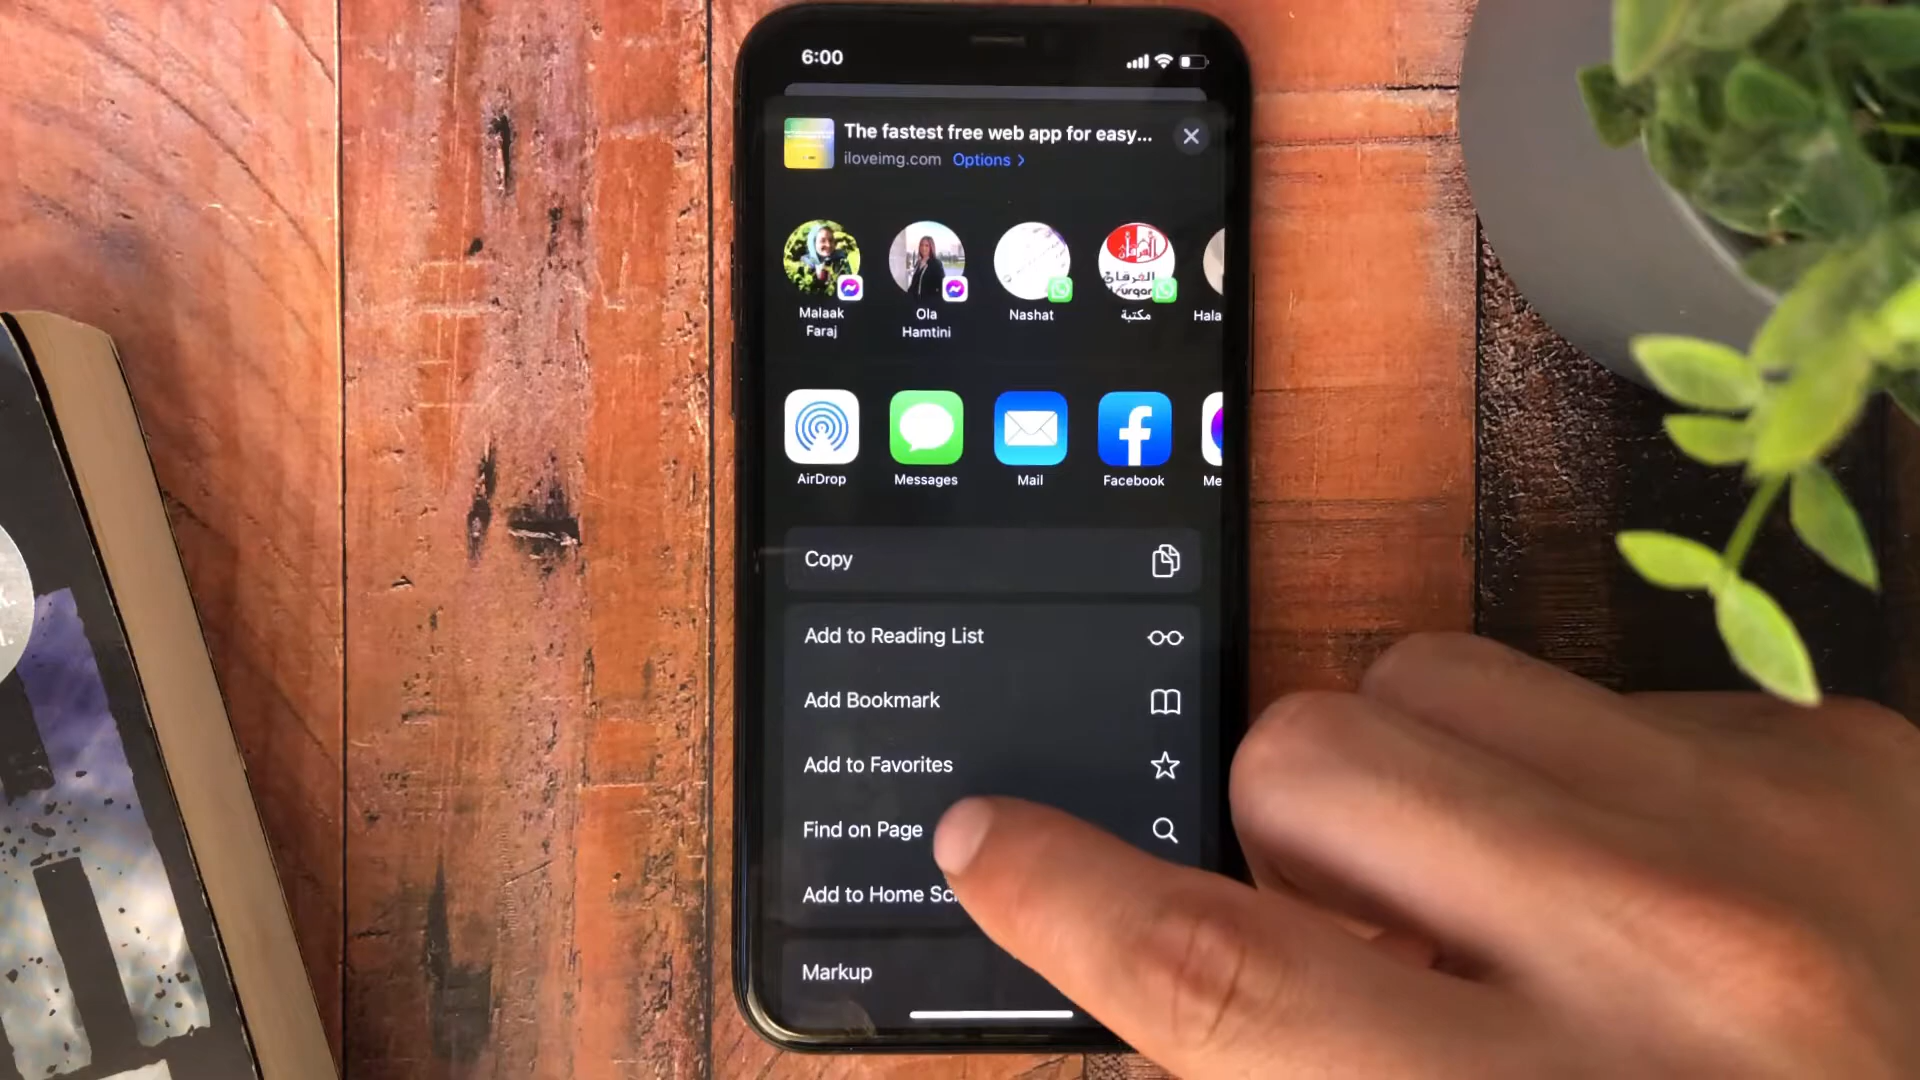 6:00
The fastest free web app for easy...
iloveimg.com Options >
Malaak
Faraj
Ola
Hamtini
Nashat
الفرقان
مكتبة
Hala
AirDrop
Messages
Mail
Facebook
Me
Copy
Add to Reading List
Add Bookmark
Add to Favorites
Find on Page
Add to Home Sc
Markup